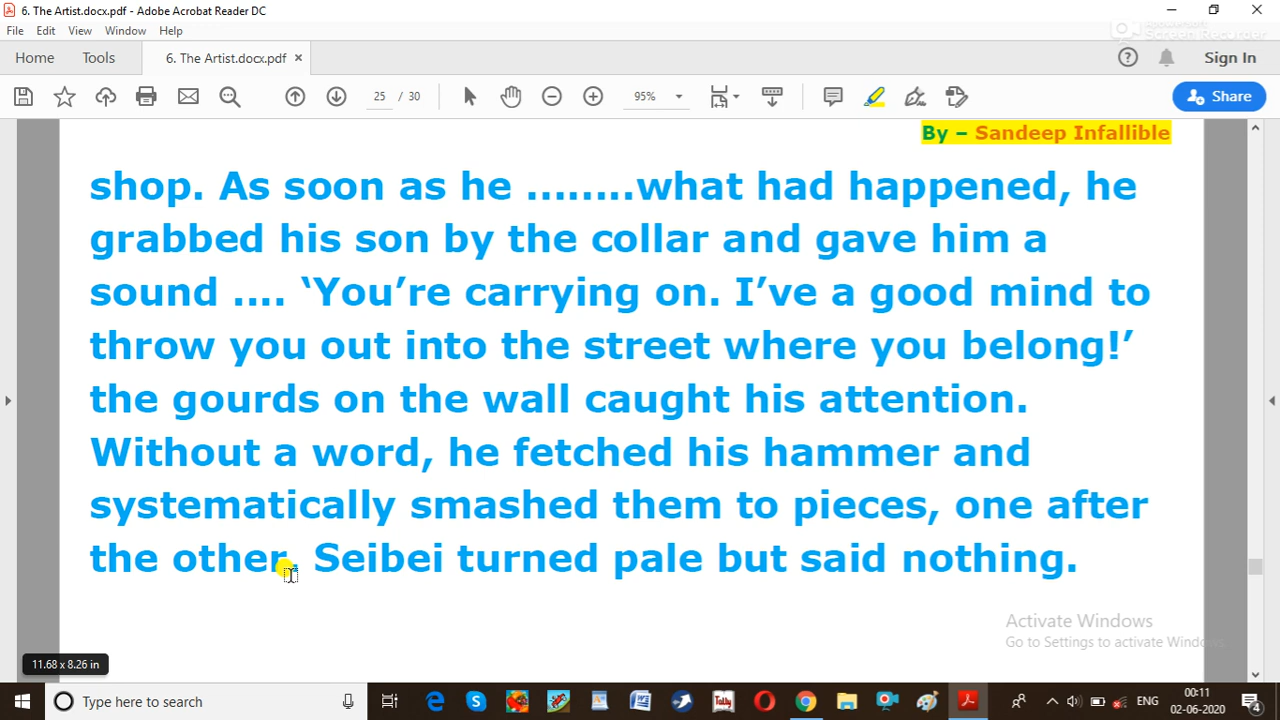 6. The Artist.docx.pdf - Adobe Acrobat Reader DC
File Edit View Window Help
Home Tools 6. The Artist.docx.pdf × Sign In
Screen Recorder
25 / 30 95% Share
By – Sandeep Infallible
shop. As soon as he ........what had happened, he
grabbed his son by the collar and gave him a
sound .... ‘You’re carrying on. I’ve a good mind to
throw you out into the street where you belong!’
the gourds on the wall caught his attention.
Without a word, he fetched his hammer and
systematically smashed them to pieces, one after
the other. Seibei turned pale but said nothing.
Activate Windows
Go to Settings to activate Windows.
11.68 x 8.26 in
Type here to search
Tally
ENG
00:11
02-06-2020
4